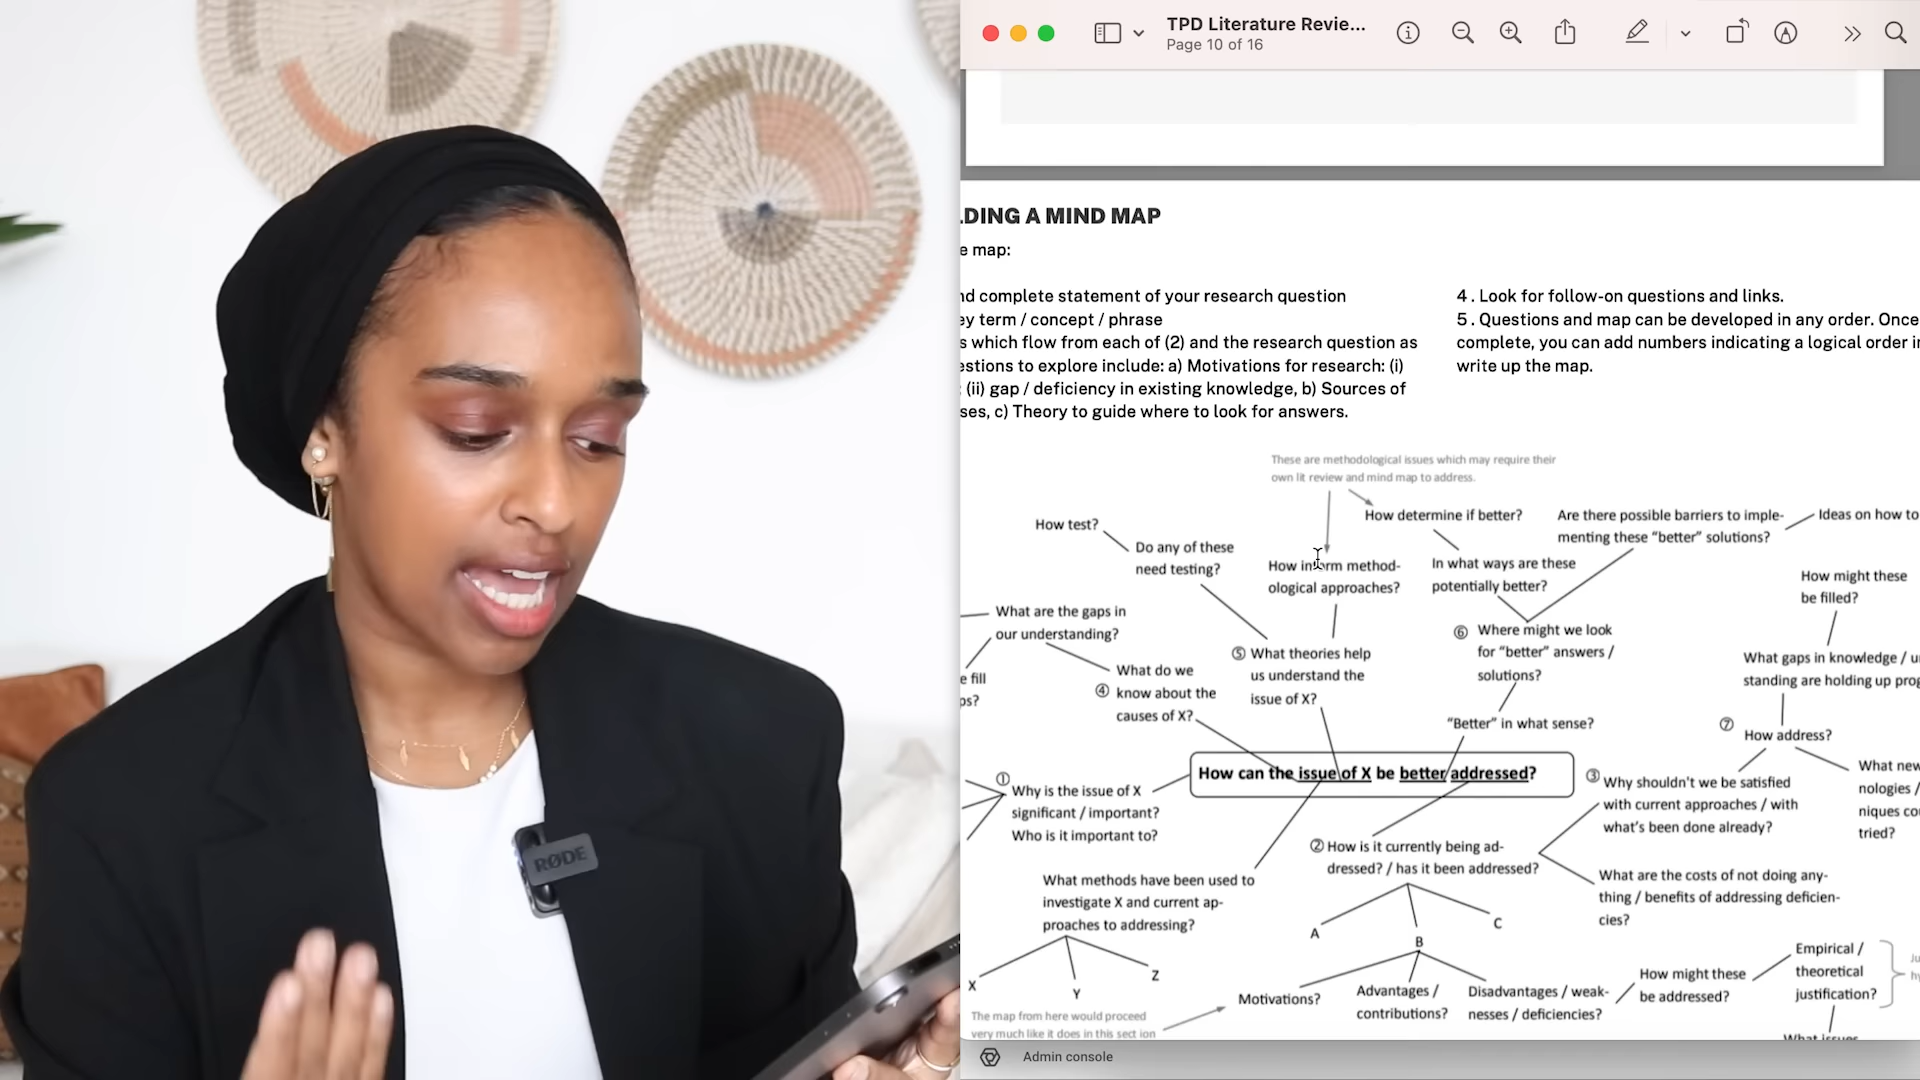 TPD Literature Revie...
Page 10 of 16
LDING A MIND MAP
e map:
nd complete statement of your research question
ey term / concept / phrase
s which flow from each of (2) and the research question as
estions to explore include: a) Motivations for research: (i)
; (ii) gap / deficiency in existing knowledge, b) Sources of
ses, c) Theory to guide where to look for answers.
4. Look for follow-on questions and links.
5. Questions and map can be developed in any order. Once
complete, you can add numbers indicating a logical order in
write up the map.
These are methodological issues which may require their
own lit review and mind map to address.
How test?
Do any of these
need testing?
How inform method-
ological approaches?
How determine if better?
In what ways are these
potentially better?
Are there possible barriers to imple-
menting these “better” solutions?
Ideas on how to
How might these
be filled?
What are the gaps in
our understanding?
e fill
ps?
④ What do we
know about the
causes of X?
⑤ What theories help
us understand the
issue of X?
⑥ Where might we look
for “better” answers /
solutions?
“Better” in what sense?
What gaps in knowledge / u
standing are holding up prog
⑦
How address?
How can the issue of X be better addressed?
①
Why is the issue of X
significant / important?
Who is it important to?
③ Why shouldn't we be satisfied
with current approaches / with
what's been done already?
What new
nologies /
niques co
tried?
② How is it currently being ad-
dressed? / has it been addressed?
What methods have been used to
investigate X and current ap-
proaches to addressing?
What are the costs of not doing any-
thing / benefits of addressing deficien-
cies?
A
B
C
X
Y
Z
Motivations?
Advantages /
contributions?
Disadvantages / weak-
nesses / deficiencies?
How might these
be addressed?
Empirical /
theoretical
justification?
Ju
hy
The map from here would proceed
very much like it does in this sect ion
What issues
Admin console
RØDE